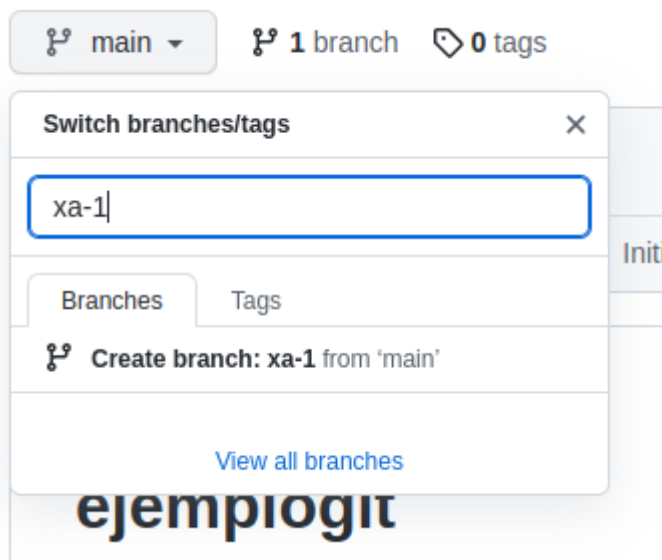 main 1 branch 0 tags
Switch branches/tags
xa-1
Initi
Branches Tags
Create branch: xa-1 from ‘main’
View all branches
ejemplogit